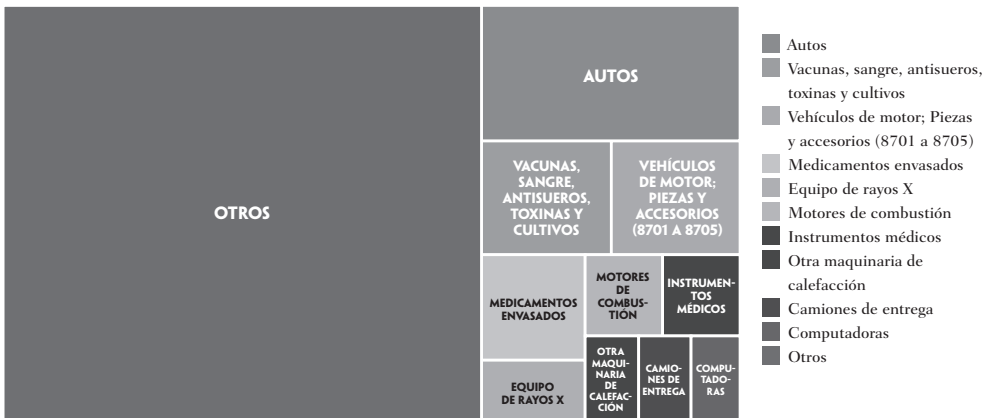 OTROS
AUTOS
VACUNAS,
SANGRE,
ANTISUEROS,
TOXINAS Y
CULTIVOS
VEHÍCULOS
DE MOTOR;
PIEZAS Y
ACCESORIOS
(8701 A 8705)
MEDICAMENTOS
ENVASADOS
MOTORES
DE
COMBUS-
TIÓN
INSTRUMEN-
TOS
MÉDICOS
EQUIPO
DE RAYOS X
OTRA
MAQUI-
NARIA
DE
CALEFAC-
CIÓN
CAMIO-
NES DE
ENTREGA
COMPU-
TADO-
RAS
Autos
Vacunas, sangre, antisueros,
toxinas y cultivos
Vehículos de motor; Piezas
y accesorios (8701 a 8705)
Medicamentos envasados
Equipo de rayos X
Motores de combustión
Instrumentos médicos
Otra maquinaria de
calefacción
Camiones de entrega
Computadoras
Otros